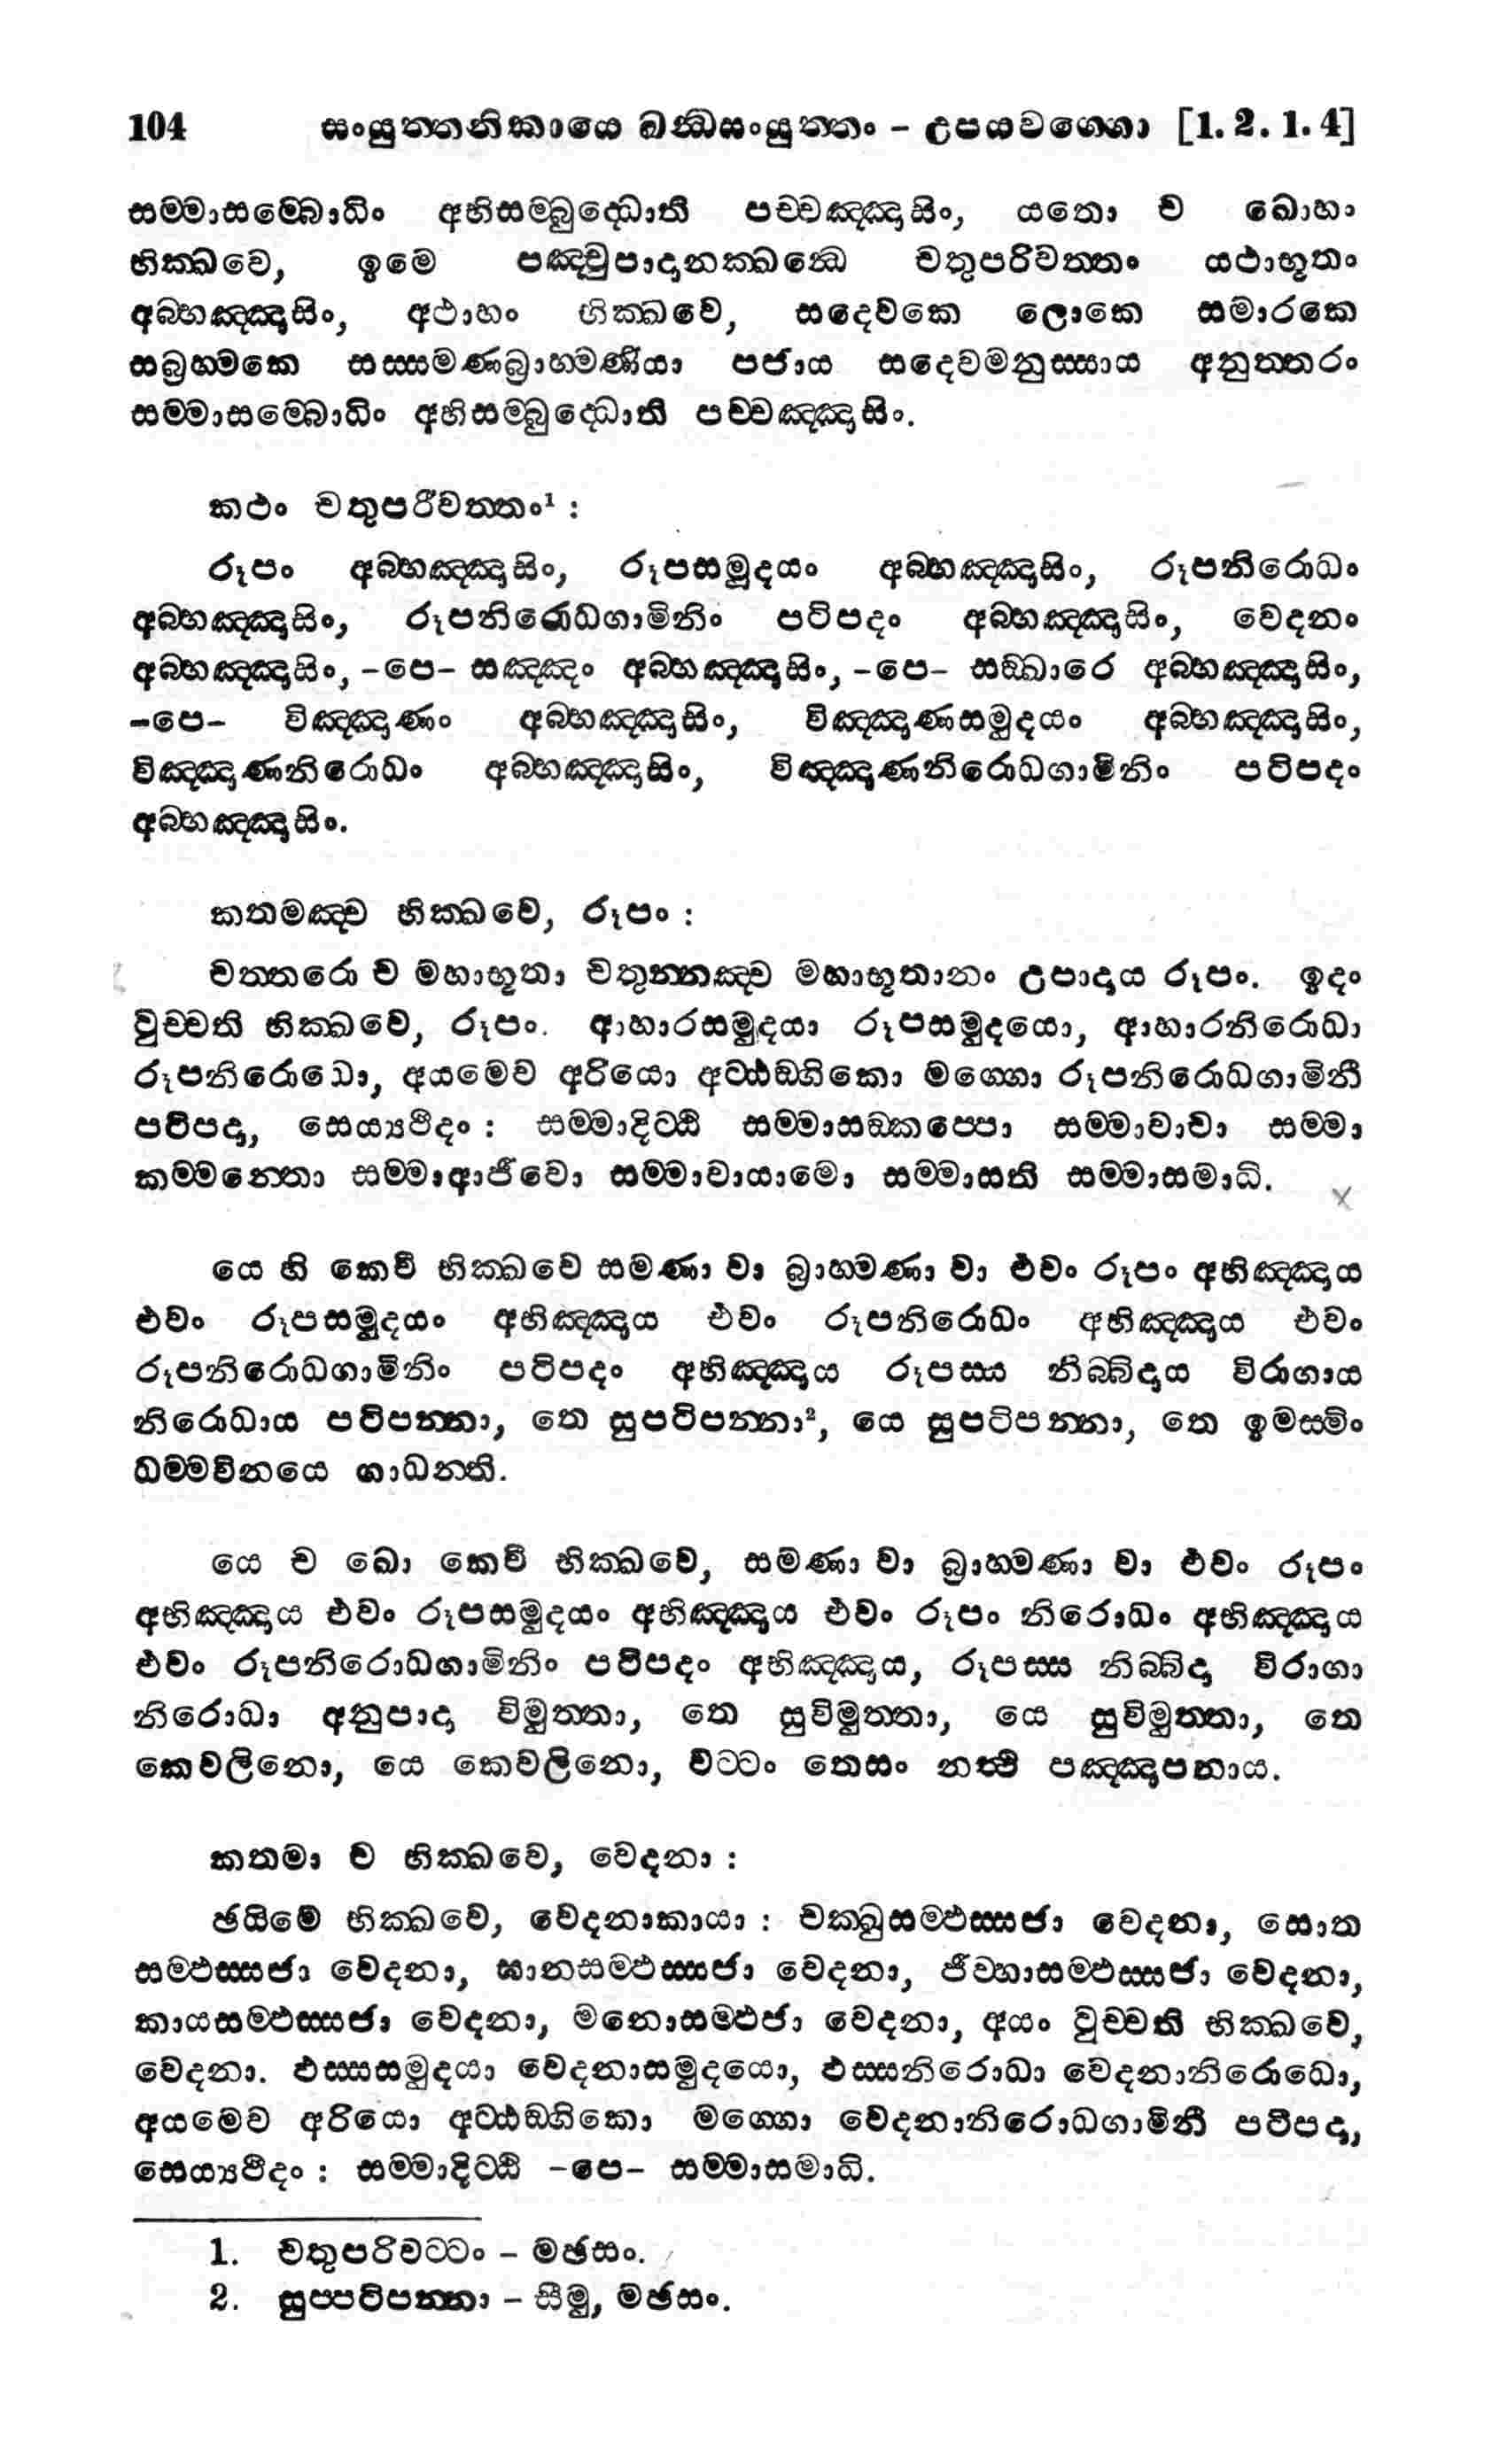 104 සංයුත්තනිකායෙ ඛන්ධසංයුත්තං - උපයවග්ගො [1. 2. 1. 4]
සම්මාසම්බොධිං අභිසම්බුද්ධොති පච්චඤ්ඤාසිං, යතො ච ඛොහං
භික්ඛවෙ, ඉමෙ පඤ්චුපාදානක්ඛන්ධෙ චතුපරිවත්තං යථාභූතං
අබ්භඤ්ඤාසිං, අථාහං භික්ඛවෙ, සදෙවකෙ ලොකෙ සමාරකෙ
සබ්‍රහ්මකෙ සස්සමණබ්‍රාහ්මණියා පජාය සදෙවමනුස්සාය අනුත්තරං
සම්මාසම්බොධිං අභිසම්බුද්ධොති පච්චඤ්ඤාසිං.
කථං චතුපරිවත්තං¹ :
රූපං අබ්භඤ්ඤාසිං, රූපසමුදයං අබ්භඤ්ඤාසිං, රූපනිරොධං
අබ්භඤ්ඤාසිං, රූපනිරොධගාමිනිං පටිපදං අබ්භඤ්ඤාසිං, වෙදනං
අබ්භඤ්ඤාසිං, -පෙ- සඤ්ඤං අබ්භඤ්ඤාසිං, -පෙ- සඞ්ඛාරෙ අබ්භඤ්ඤාසිං,
-පෙ- විඤ්ඤාණං අබ්භඤ්ඤාසිං, විඤ්ඤාණසමුදයං අබ්භඤ්ඤාසිං,
විඤ්ඤාණනිරොධං අබ්භඤ්ඤාසිං, විඤ්ඤාණනිරොධගාමිනිං පටිපදං
අබ්භඤ්ඤාසිං.
කතමඤ්ච භික්ඛවෙ, රූපං :
චත්තරො ච මහාභූතා චතුන්නඤ්ච මහාභූතානං උපාදාය රූපං. ඉදං
වුච්චති භික්ඛවෙ, රූපං. ආහාරසමුදයා රූපසමුදයො, ආහාරනිරොධා
රූපනිරොධො, අයමෙව අරියො අට්ඨඞ්ගිකො මග්ගො රූපනිරොධගාමිනී
පටිපදා, සෙය්‍යථීදං : සම්මාදිට්ඨි සම්මාසඞ්කප්පො සම්මාවාචා සම්මා
කම්මන්තො සම්මාආජීවො සම්මාවායාමො සම්මාසති සම්මාසමාධි.
යෙ හි කෙචි භික්ඛවෙ සමණා වා බ්‍රාහ්මණා වා එවං රූපං අභිඤ්ඤාය
එවං රූපසමුදයං අභිඤ්ඤාය එවං රූපනිරොධං අභිඤ්ඤාය එවං
රූපනිරොධගාමිනිං පටිපදං අභිඤ්ඤාය රූපස්ස නිබ්බිදාය විරාගාය
නිරොධාය පටිපන්නා, තෙ සුපටිපන්නා², යෙ සුපටිපන්නා, තෙ ඉමස්මිං
ධම්මවිනයෙ ගාධන්ති.
යෙ ච ඛො කෙචි භික්ඛවෙ, සමණා වා බ්‍රාහ්මණා වා එවං රූපං
අභිඤ්ඤාය එවං රූපසමුදයං අභිඤ්ඤාය එවං රූපං නිරොධං අභිඤ්ඤාය
එවං රූපනිරොධගාමිනිං පටිපදං අභිඤ්ඤාය, රූපස්ස නිබ්බිදා විරාගා
නිරොධා අනුපාදා විමුත්තා, තෙ සුවිමුත්තා, යෙ සුවිමුත්තා, තෙ
කෙවලිනො, යෙ කෙවලිනො, වට්ටං තෙසං නත්ථි පඤ්ඤාපනාය.
කතමා ච භික්ඛවෙ, වෙදනා :
ඡයිමෙ භික්ඛවෙ, වෙදනාකායා : චක්ඛුසම්ඵස්සජා වෙදනා, සොත
සම්ඵස්සජා වෙදනා, ඝානසම්ඵස්සජා වෙදනා, ජිව්හාසම්ඵස්සජා වෙදනා,
කායසම්ඵස්සජා වෙදනා, මනොසම්ඵජා වෙදනා, අයං වුච්චති භික්ඛවෙ,
වෙදනා. ඵස්සසමුදයා වෙදනාසමුදයො, ඵස්සනිරොධා වෙදනානිරොධො,
අයමෙව අරියො අට්ඨඞ්ගිකො මග්ගො වෙදනානිරොධගාමිනී පටිපදා,
සෙය්‍යථීදං : සම්මාදිට්ඨි -පෙ- සම්මාසමාධි.
1. චතුපරිවට්ටං - මඡසං.
2. සුප්පටිපන්නා - සීමු, මඡසං.